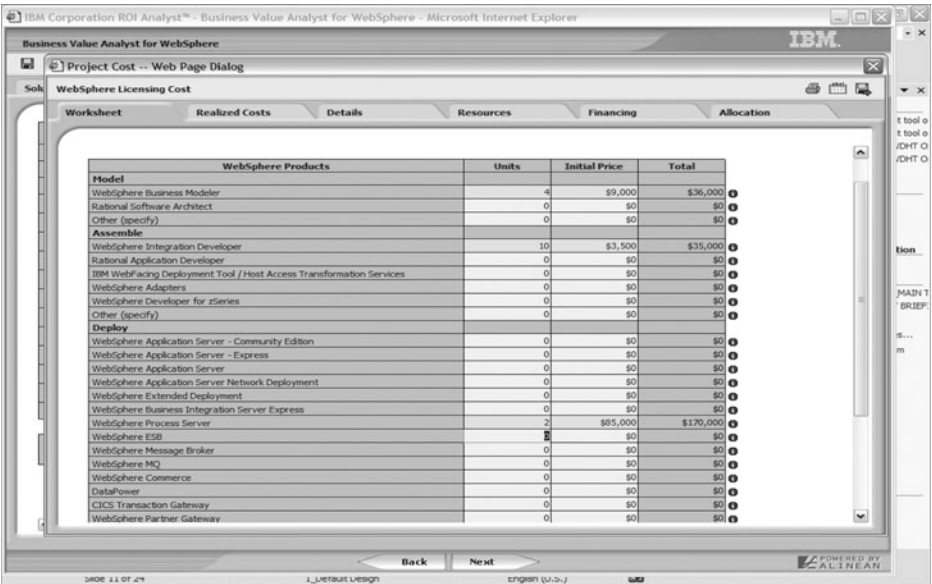 IBM Corporation ROI Analyst™ - Business Value Analyst for WebSphere - Microsoft Internet Explorer
Business Value Analyst for WebSphere
IBM.
Project Cost -- Web Page Dialog
WebSphere Licensing Cost
Worksheet Realized Costs Details Resources Financing Allocation
WebSphere Products Units Initial Price Total
Model
WebSphere Business Modeler 4 $9,000 $36,000
Rational Software Architect 0 $0 $0
Other (specify) 0 $0 $0
Assemble
WebSphere Integration Developer 10 $3,500 $35,000
Rational Application Developer 0 $0 $0
IBM WebFacing Deployment Tool / Host Access Transformation Services 0 $0 $0
WebSphere Adapters 0 $0 $0
WebSphere Developer for zSeries 0 $0 $0
Other (specify) 0 $0 $0
Deploy
WebSphere Application Server - Community Edition 0 $0 $0
WebSphere Application Server - Express 0 $0 $0
WebSphere Application Server 0 $0 $0
WebSphere Application Server Network Deployment 0 $0 $0
WebSphere Extended Deployment 0 $0 $0
WebSphere Business Integration Server Express 0 $0 $0
WebSphere Process Server 2 $85,000 $170,000
WebSphere ESB 0 $0 $0
WebSphere Message Broker 0 $0 $0
WebSphere MQ 0 $0 $0
WebSphere Commerce 0 $0 $0
DataPower 0 $0 $0
CICS Transaction Gateway 0 $0 $0
WebSphere Partner Gateway 0 $0 $0
Back Next
POWERED BY
ALINEAN
Slide 11 of 24 1_Default Design English (U.S.)